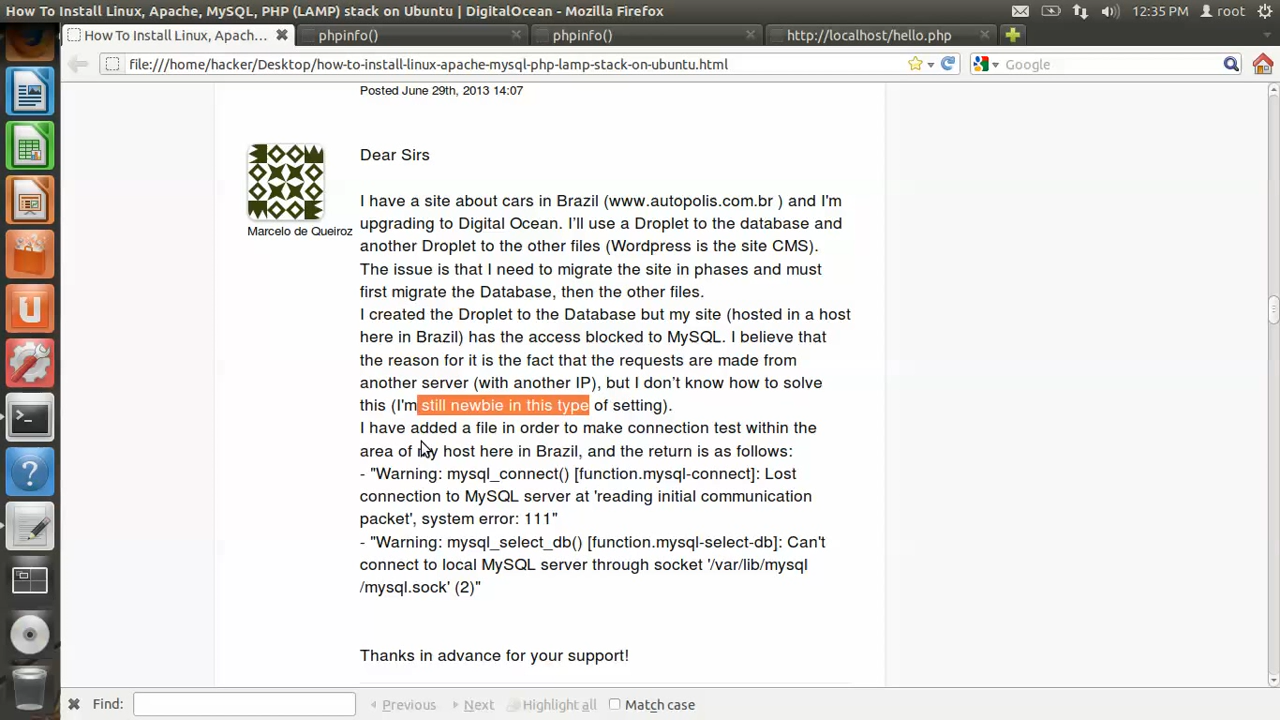 How To Install Linux, Apache, MySQL, PHP (LAMP) stack on Ubuntu | DigitalOcean - Mozilla Firefox
12:35 PM root
How To Install Linux, Apach... phpinfo() phpinfo() http://localhost/hello.php
file:///home/hacker/Desktop/how-to-install-linux-apache-mysql-php-lamp-stack-on-ubuntu.html Google
Posted June 29th, 2013 14:07
Dear Sirs
I have a site about cars in Brazil (www.autopolis.com.br ) and I'm
upgrading to Digital Ocean. I'll use a Droplet to the database and
Marcelo de Queiroz
another Droplet to the other files (Wordpress is the site CMS).
The issue is that I need to migrate the site in phases and must
first migrate the Database, then the other files.
I created the Droplet to the Database but my site (hosted in a host
here in Brazil) has the access blocked to MySQL. I believe that
the reason for it is the fact that the requests are made from
another server (with another IP), but I don't know how to solve
this (I'm still newbie in this type of setting).
I have added a file in order to make connection test within the
area of my host here in Brazil, and the return is as follows:
- "Warning: mysql_connect() [function.mysql-connect]: Lost
connection to MySQL server at 'reading initial communication
packet', system error: 111"
- "Warning: mysql_select_db() [function.mysql-select-db]: Can't
connect to local MySQL server through socket '/var/lib/mysql
/mysql.sock' (2)"
Thanks in advance for your support!
Find: Previous Next Highlight all Match case